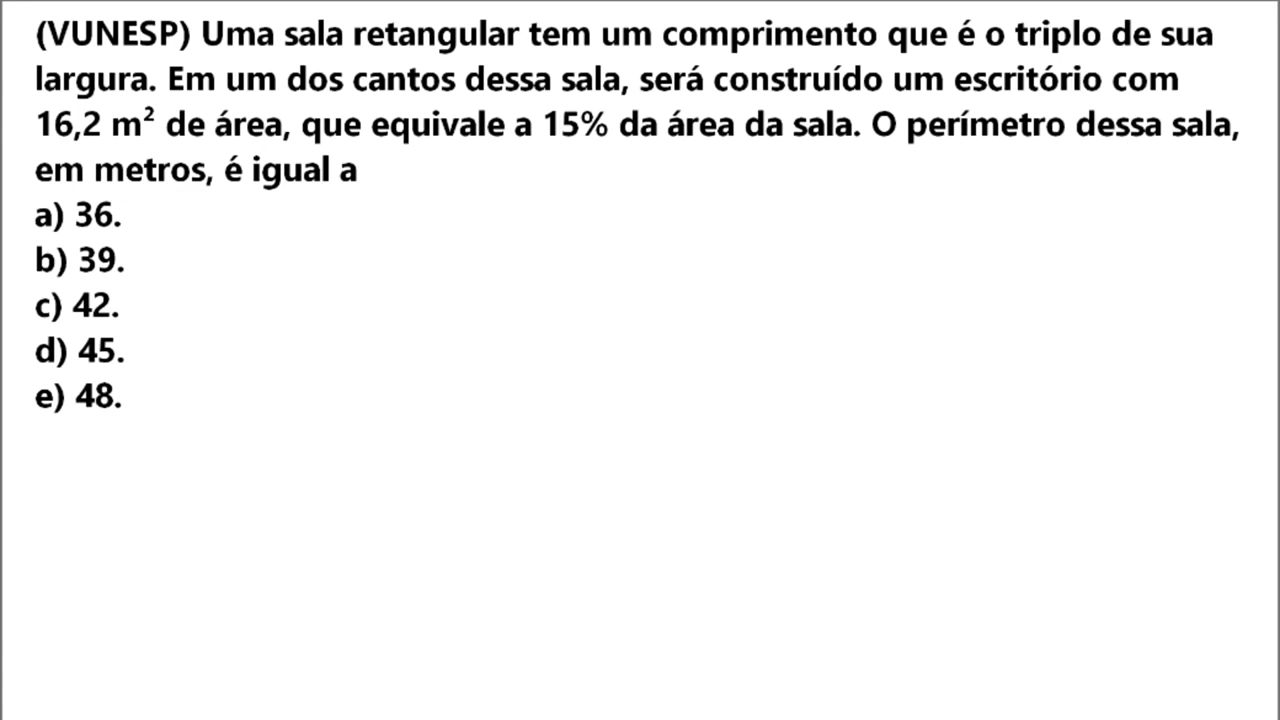 (VUNESP) Uma sala retangular tem um comprimento que é o triplo de sua
largura. Em um dos cantos dessa sala, será construído um escritório com
16,2 m² de área, que equivale a 15% da área da sala. O perímetro dessa sala,
em metros, é igual a
a) 36.
b) 39.
c) 42.
d) 45.
e) 48.